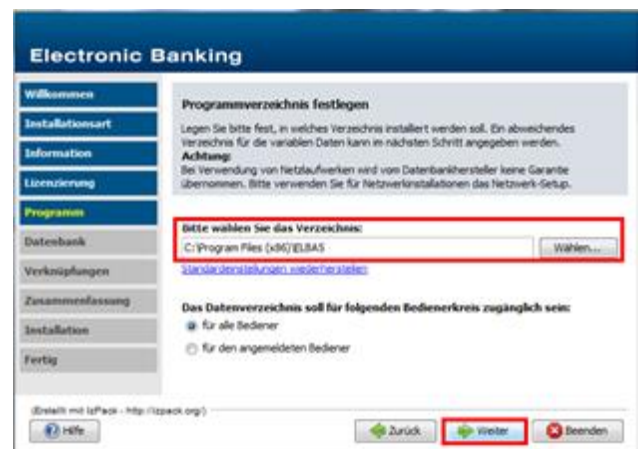 Electronic Banking
Willkommen
Installationsart
Information
Lizenzierung
Programm
Datenbank
Verknüpfungen
Zusammenfassung
Installation
Fertig
Programmverzeichnis festlegen
Legen Sie bitte fest, in welches Verzeichnis installiert werden soll. Ein abweichendes
Verzeichnis für die variablen Daten kann im nächsten Schritt angegeben werden.
Achtung:
Bei Verwendung von Netzlaufwerken wird vom Datenbankhersteller keine Garantie
übernommen. Bitte verwenden Sie für Netzwerkinstallationen das Netzwerk-Setup.
Bitte wählen Sie das Verzeichnis:
C:\Program Files (x86)\ELBA5
Wählen...
Standardeinstellungen wiederherstellen
Das Datenverzeichnis soll für folgenden Bedienerkreis zugänglich sein:
für alle Bediener
für den angemeldeten Bediener
(Erstellt mit IzPack - http://izpack.org/)
Hilfe
Zurück
Weiter
Beenden